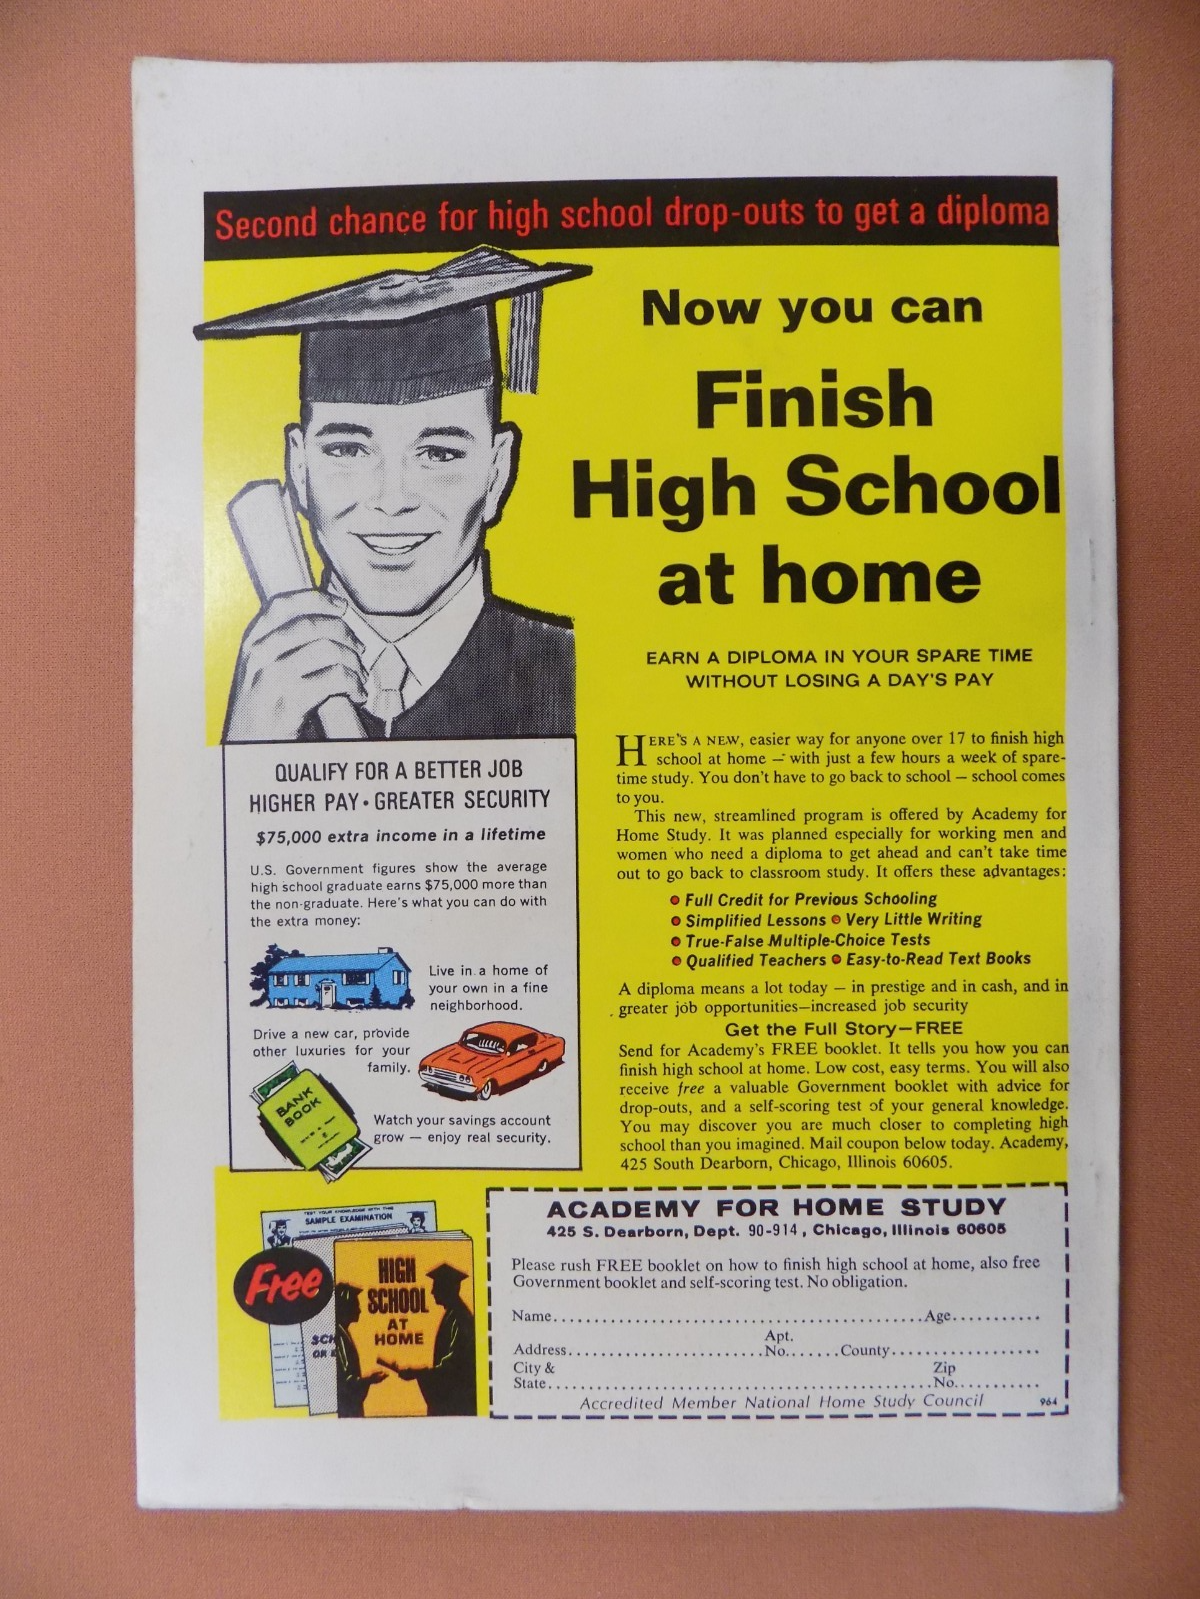 Second chance for high school drop-outs to get a diploma
Now you can
Finish
High School
at home
EARN A DIPLOMA IN YOUR SPARE TIME
WITHOUT LOSING A DAY'S PAY
HERE'S A NEW, easier way for anyone over 17 to finish high
school at home — with just a few hours a week of spare-
time study. You don't have to go back to school — school comes
to you.
This new, streamlined program is offered by Academy for
Home Study. It was planned especially for working men and
women who need a diploma to get ahead and can't take time
out to go back to classroom study. It offers these advantages:
• Full Credit for Previous Schooling
• Simplified Lessons • Very Little Writing
• True-False Multiple-Choice Tests
• Qualified Teachers • Easy-to-Read Text Books
A diploma means a lot today — in prestige and in cash, and in
greater job opportunities—increased job security
Get the Full Story—FREE
Send for Academy's FREE booklet. It tells you how you can
finish high school at home. Low cost, easy terms. You will also
receive free a valuable Government booklet with advice for
drop-outs, and a self-scoring test of your general knowledge.
You may discover you are much closer to completing high
school than you imagined. Mail coupon below today. Academy,
425 South Dearborn, Chicago, Illinois 60605.
QUALIFY FOR A BETTER JOB
HIGHER PAY • GREATER SECURITY
$75,000 extra income in a lifetime
U.S. Government figures show the average
high school graduate earns $75,000 more than
the non-graduate. Here's what you can do with
the extra money:
Live in a home of
your own in a fine
neighborhood.
Drive a new car, provide
other luxuries for your
family.
BANK
BOOK
Watch your savings account
grow — enjoy real security.
"TEST YOUR KNOWLEDGE WITH THIS
SAMPLE EXAMINATION
Free
HIGH
SCHOOL
AT
HOME
SCH
OR
ACADEMY FOR HOME STUDY
425 S. Dearborn, Dept. 90-914, Chicago, Illinois 60605
Please rush FREE booklet on how to finish high school at home, also free
Government booklet and self-scoring test. No obligation.
Name..........................................Age...........
Apt.
Address.........................No.......County.................
City & Zip
State...........................................No..........
Accredited Member National Home Study Council 964